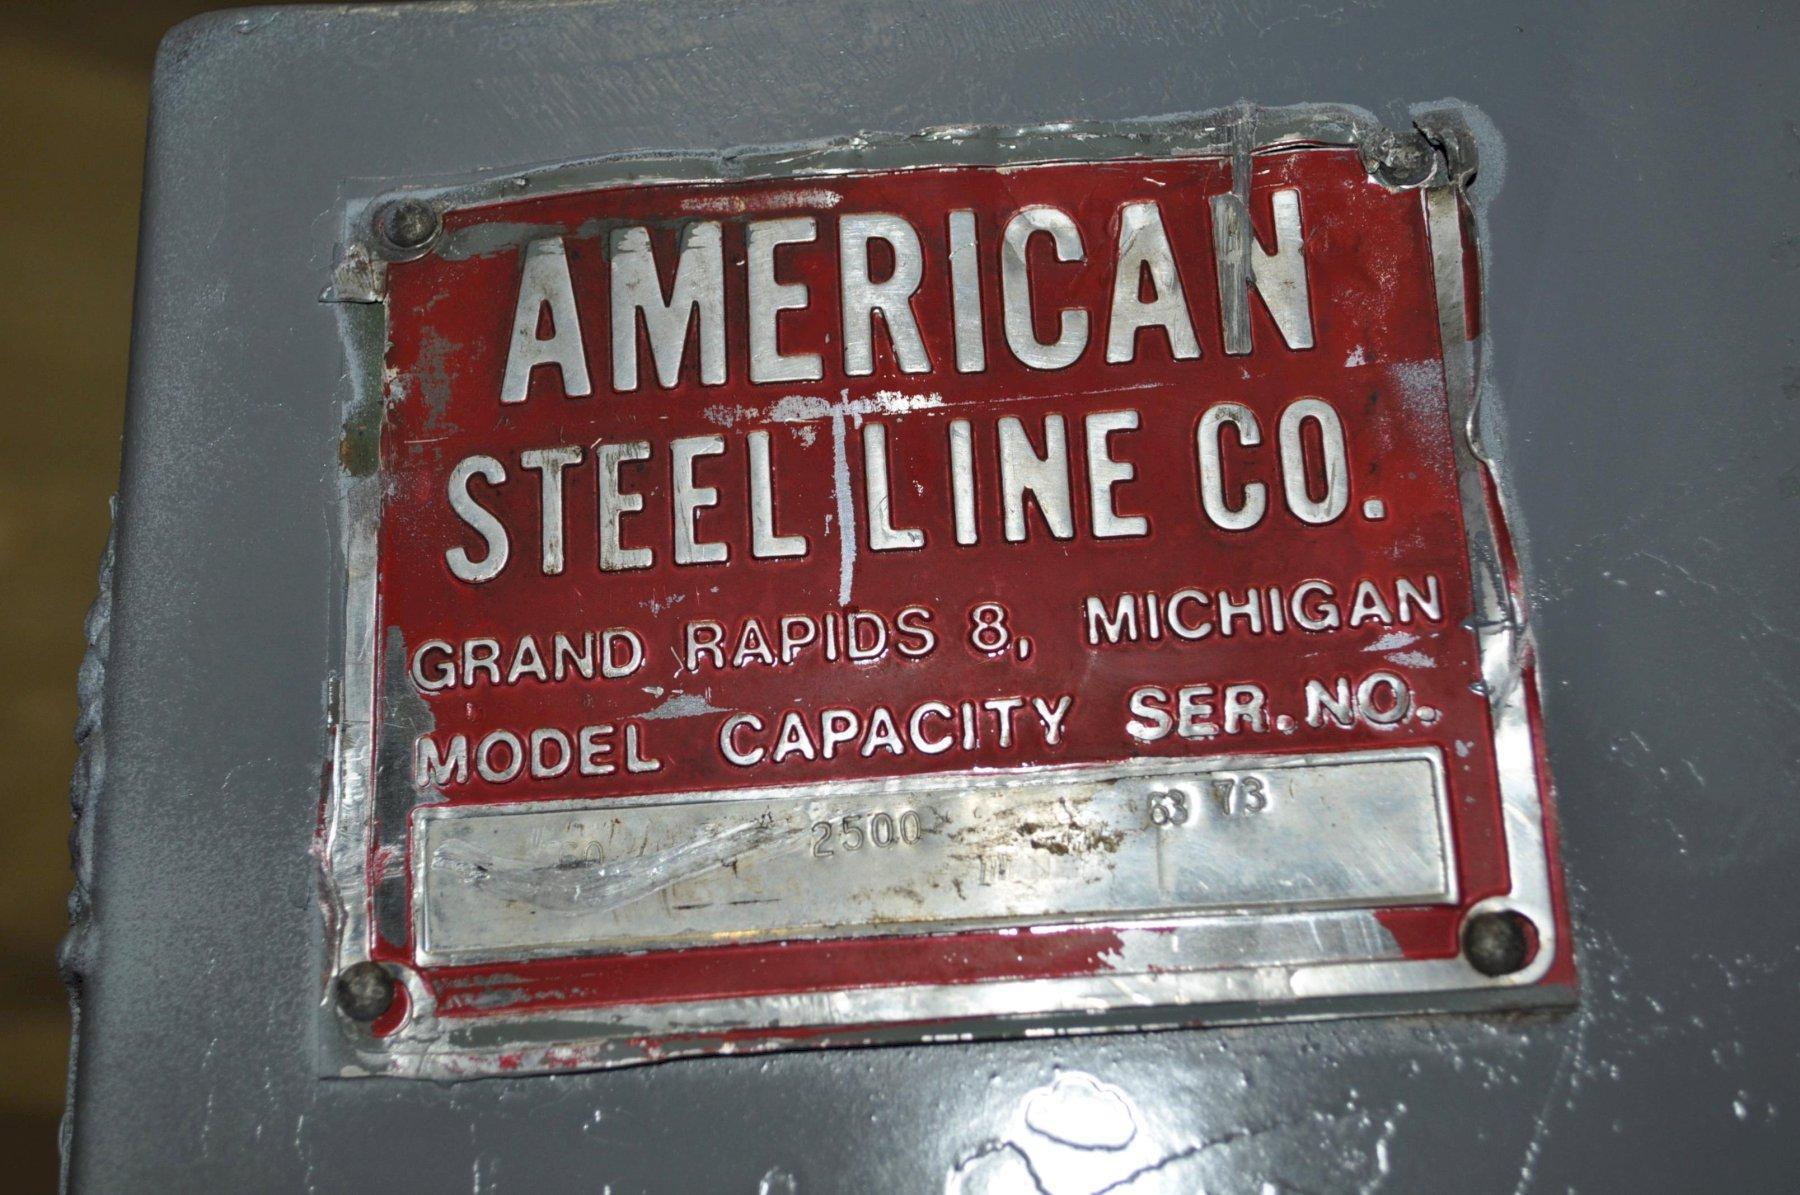 AMERICAN
STEEL LINE CO.
GRAND RAPIDS 8, MICHIGAN
MODEL CAPACITY SER. NO.
2500 63 73